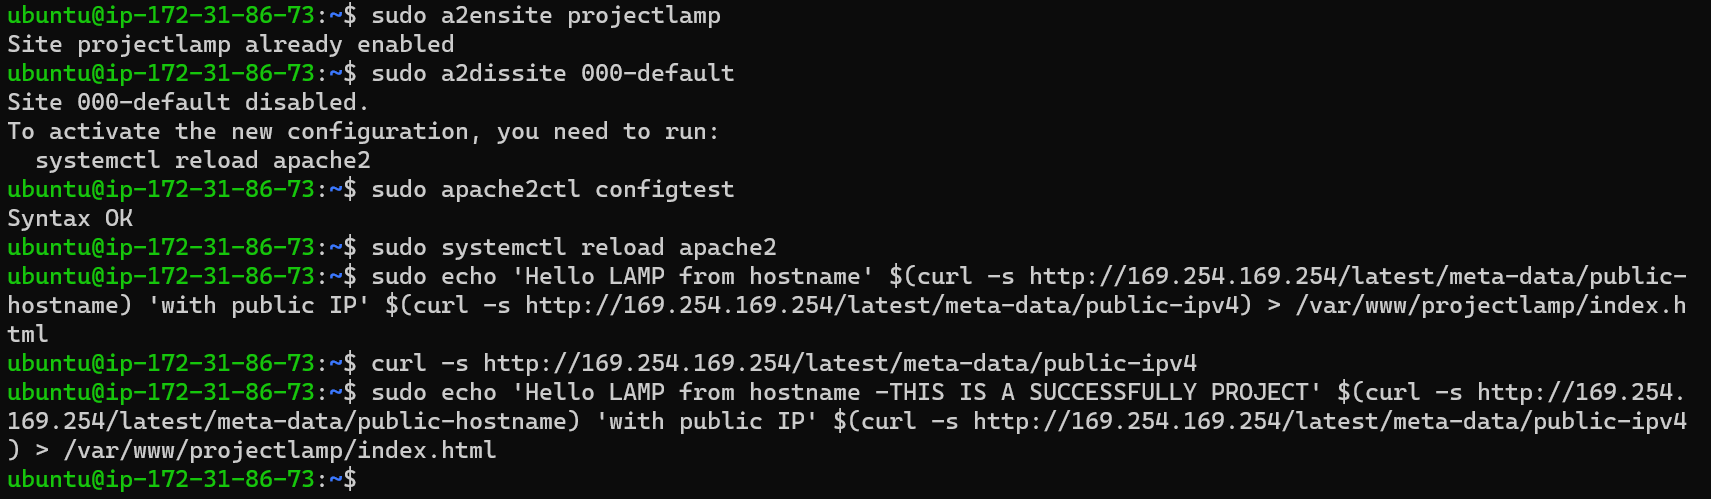 ubuntu@ip-172-31-86-73:~$ sudo a2ensite projectlamp
Site projectlamp already enabled
ubuntu@ip-172-31-86-73:~$ sudo a2dissite 000-default
Site 000-default disabled.
To activate the new configuration, you need to run:
  systemctl reload apache2
ubuntu@ip-172-31-86-73:~$ sudo apache2ctl configtest
Syntax OK
ubuntu@ip-172-31-86-73:~$ sudo systemctl reload apache2
ubuntu@ip-172-31-86-73:~$ sudo echo 'Hello LAMP from hostname' $(curl -s http://169.254.169.254/latest/meta-data/public-
hostname) 'with public IP' $(curl -s http://169.254.169.254/latest/meta-data/public-ipv4) > /var/www/projectlamp/index.h
tml
ubuntu@ip-172-31-86-73:~$ curl -s http://169.254.169.254/latest/meta-data/public-ipv4
ubuntu@ip-172-31-86-73:~$ sudo echo 'Hello LAMP from hostname -THIS IS A SUCCESSFULLY PROJECT' $(curl -s http://169.254.
169.254/latest/meta-data/public-hostname) 'with public IP' $(curl -s http://169.254.169.254/latest/meta-data/public-ipv4
) > /var/www/projectlamp/index.html
ubuntu@ip-172-31-86-73:~$